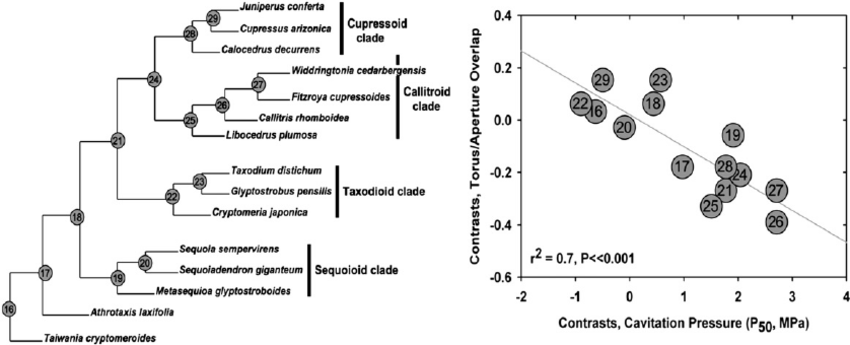 Juniperus conferta
29
Cupressoid
clade
28
Cupressus arizonica
Calocedrus decurrens
24
Widdringtonia cedarbergensis
27
Callitroid
clade
Fitzroya cupressoides
26
Callitris rhomboidea
25
Libocedrus plumosa
21
Taxodium distichum
23
Taxodioid clade
Glyptostrobus pensilis
22
Cryptomeria japonica
18
Sequoia sempervirens
20
Sequoioid clade
Sequoiadendron giganteum
19
Metasequioa glyptostroboides
17
Athrotaxis laxifolia
16
Taiwania cryptomeroides
Contrasts, Torus/Aperture Overlap
0.4
0.2
0.0
-0.2
-0.4
-0.6
29
23
22
16
18
20
19
17
28
24
21
27
25
26
r2 = 0.7, P<<0.001
-2
-1
0
1
2
3
4
Contrasts, Cavitation Pressure (P50, MPa)